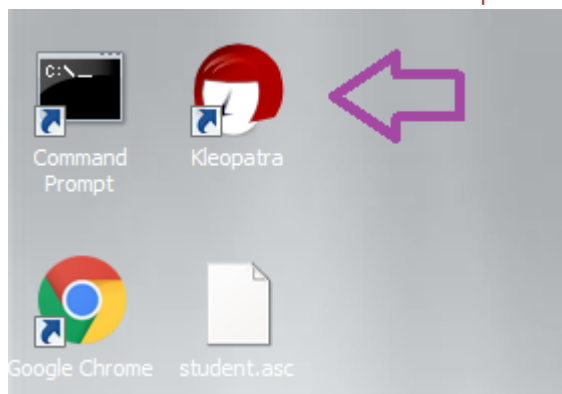 C:\_
Command
Prompt
Kleopatra
Google Chrome
student.asc